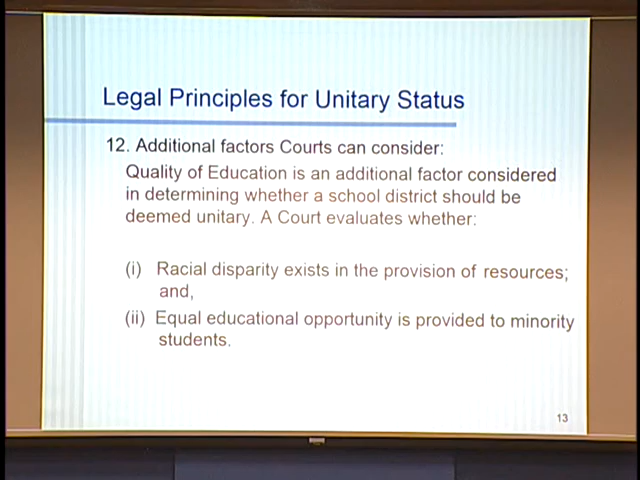 Legal Principles for Unitary Status
12. Additional factors Courts can consider:
Quality of Education is an additional factor considered
in determining whether a school district should be
deemed unitary. A Court evaluates whether:
(i) Racial disparity exists in the provision of resources;
and,
(ii) Equal educational opportunity is provided to minority
students.
13